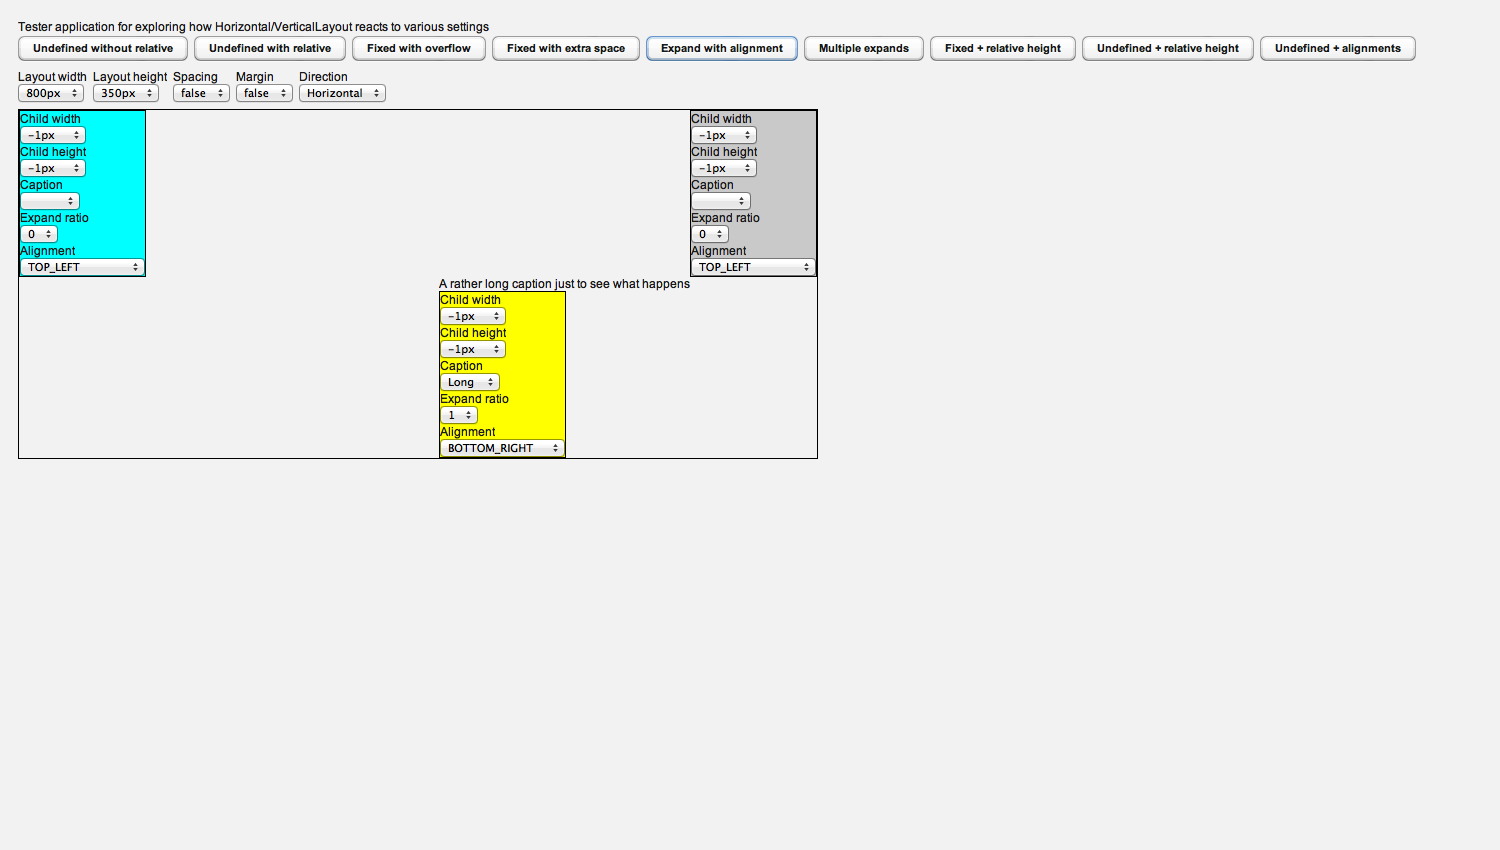 Tester application for exploring how Horizontal/VerticalLayout reacts to various settings
Undefined without relative Undefined with relative Fixed with overflow Fixed with extra space Expand with alignment Multiple expands Fixed + relative height Undefined + relative height Undefined + alignments
Layout width Layout height Spacing Margin Direction
800px 350px false false Horizontal
Child width
-1px
Child height
-1px
Caption
Expand ratio
0
Alignment
TOP_LEFT
A rather long caption just to see what happens
Child width
-1px
Child height
-1px
Caption
Long
Expand ratio
1
Alignment
BOTTOM_RIGHT
Child width
-1px
Child height
-1px
Caption
Expand ratio
0
Alignment
TOP_LEFT